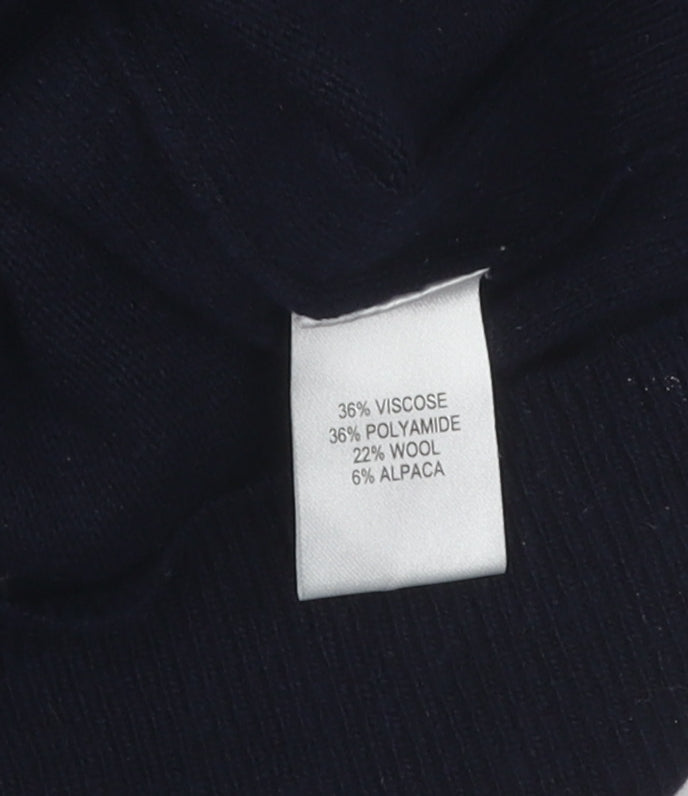 36% VISCOSE
36% POLYAMIDE
22% WOOL
6% ALPACA